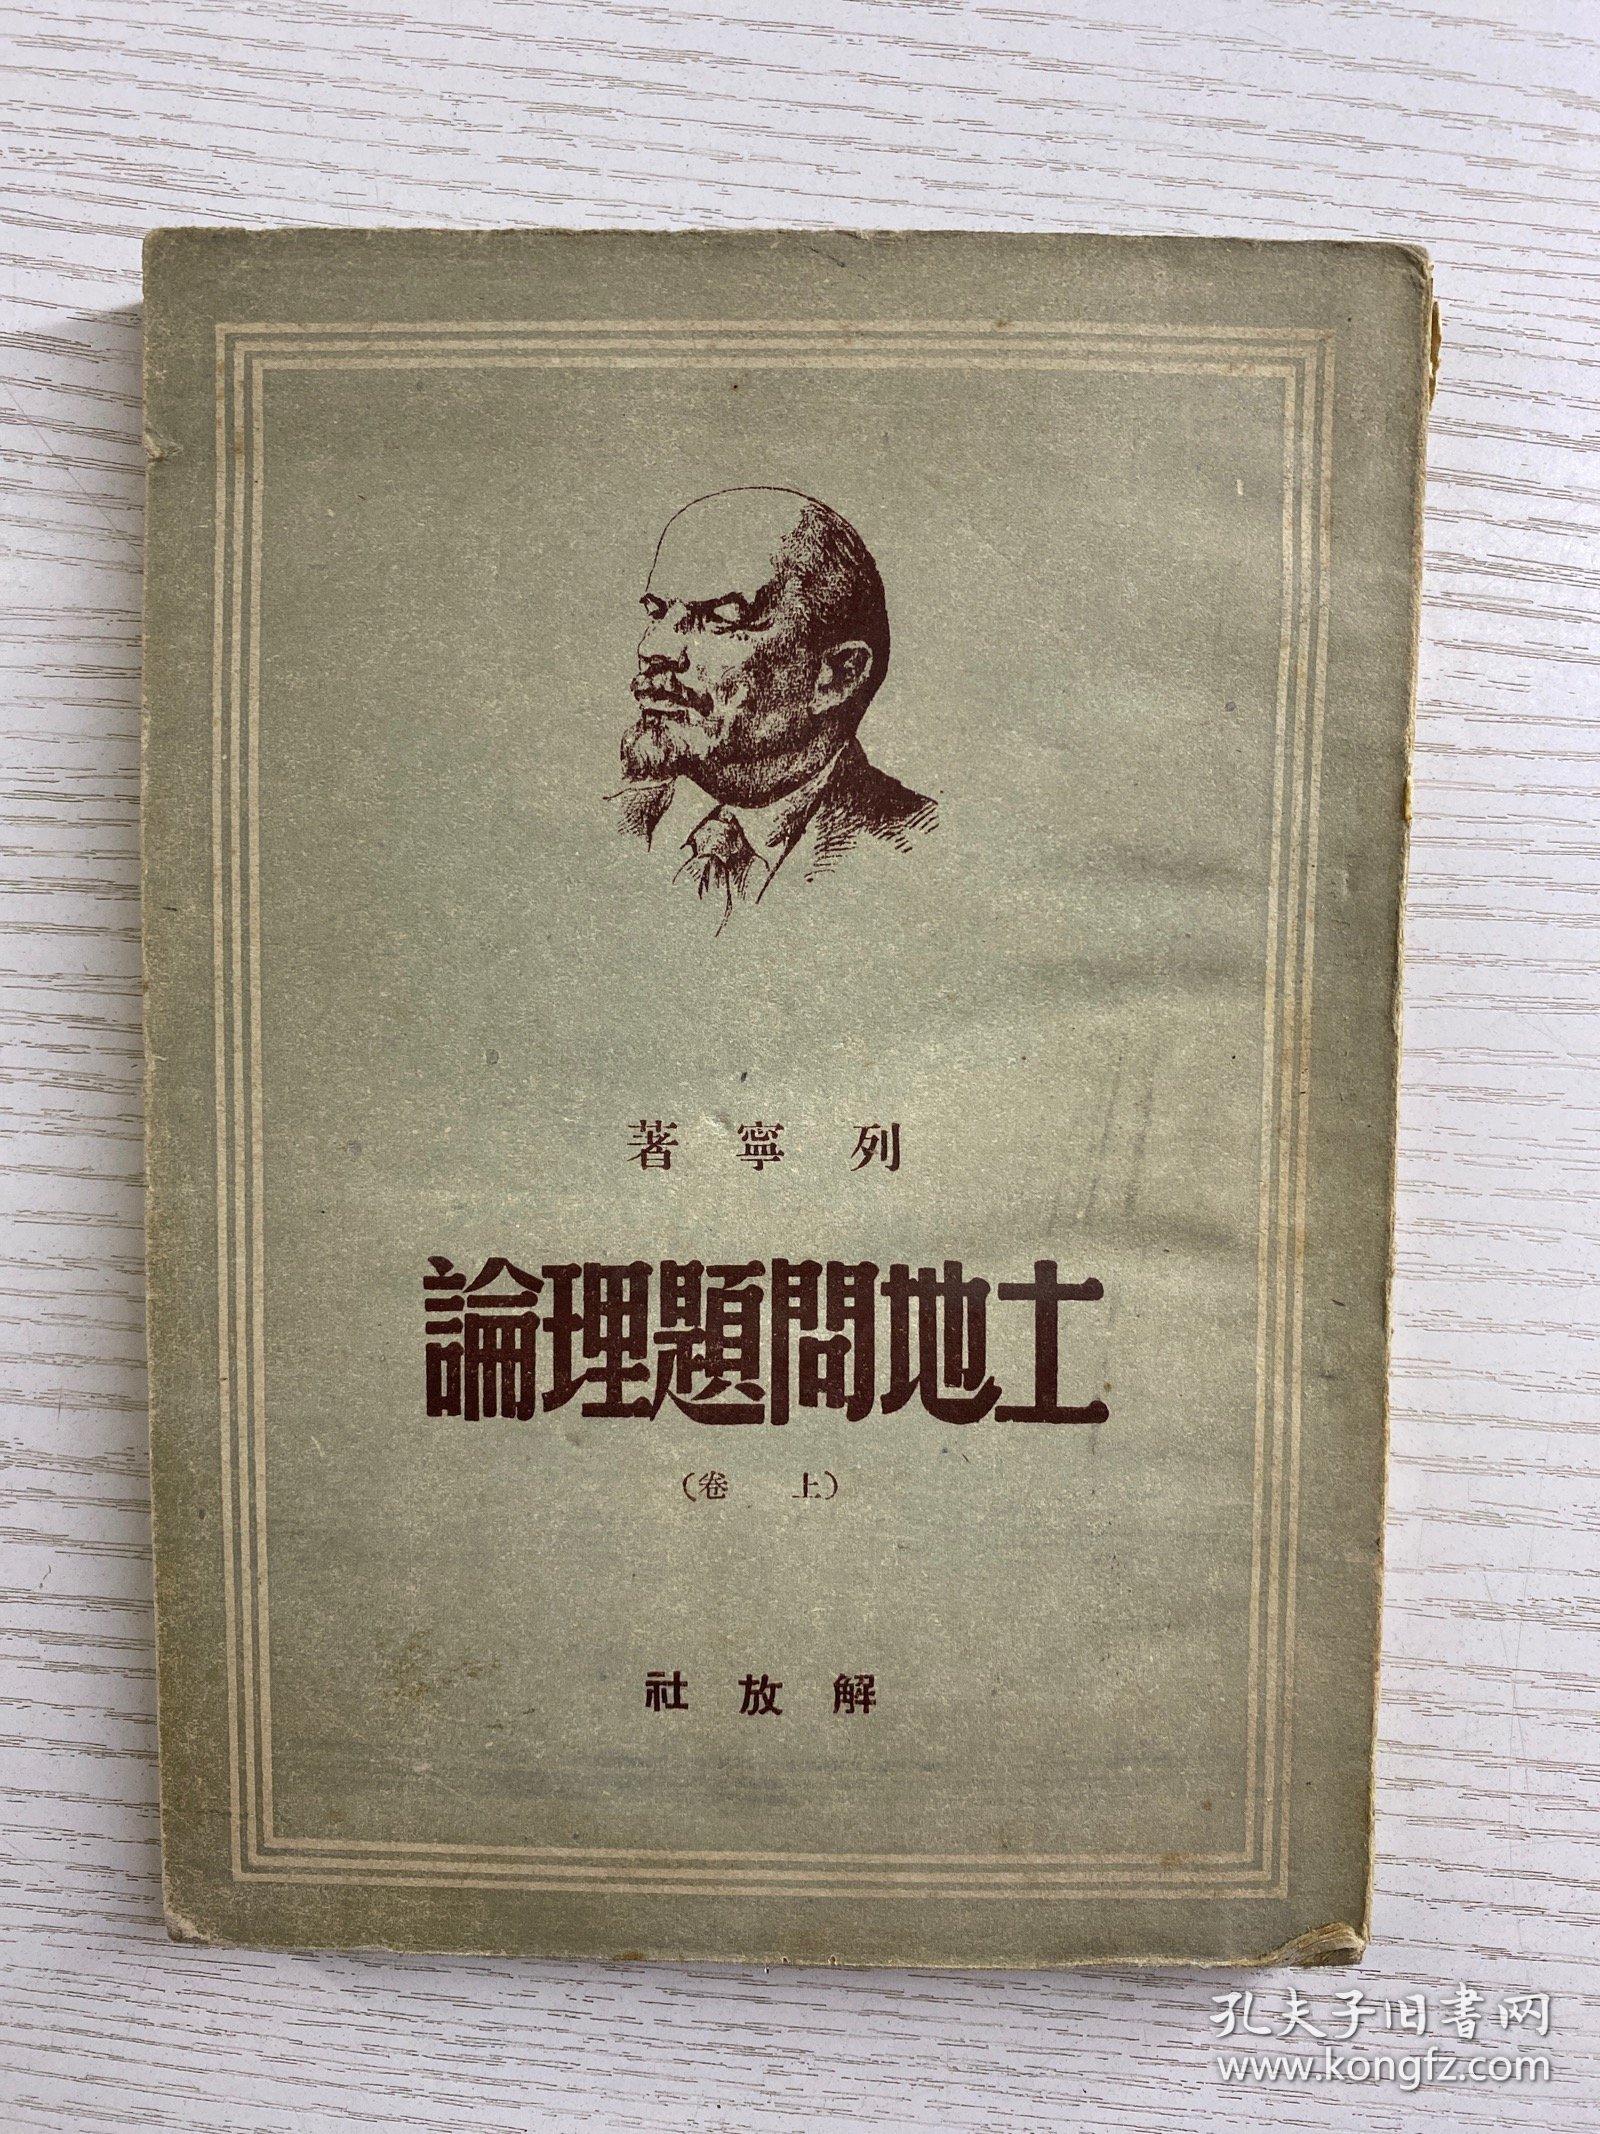 列寧著
土地問題理論
(上卷)
解放社
孔夫子旧書网
www.kongfz.com